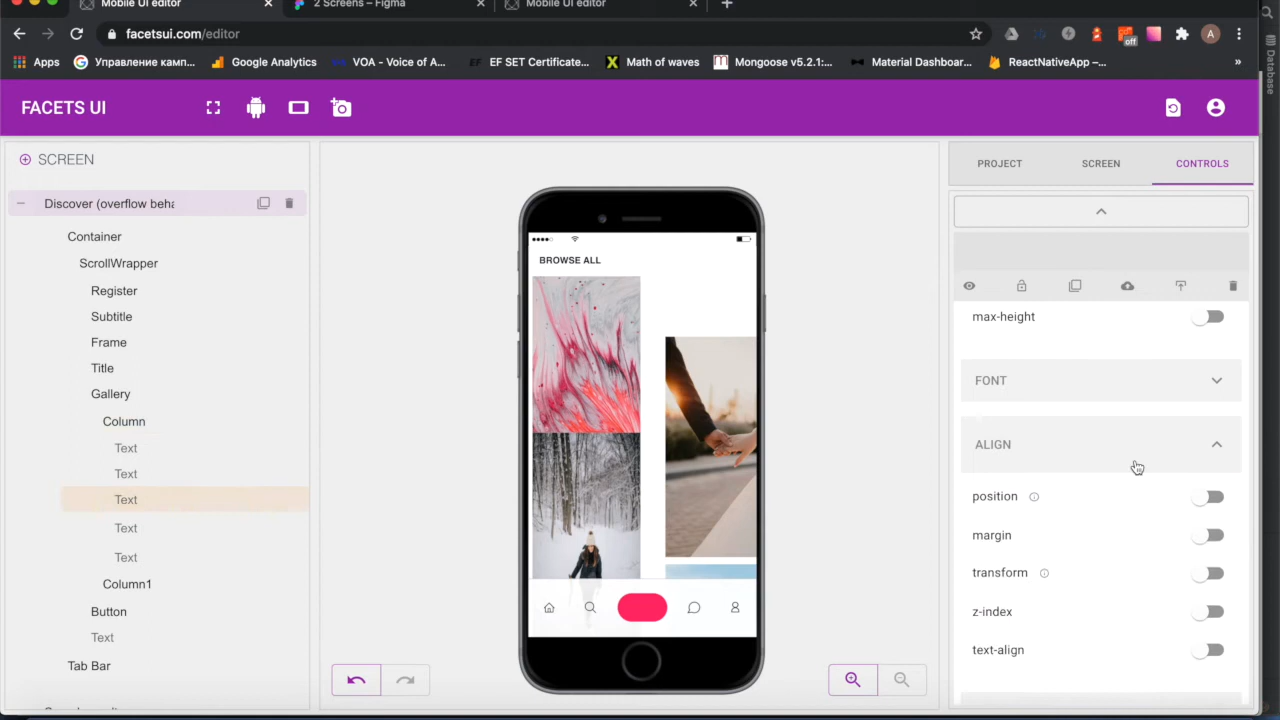 Mobile UI editor
2 Screens – Figma
Mobile UI editor
facetsui.com/editor
A
Apps
Управление камп...
Google Analytics
VOA - Voice of A...
EF SET Certificate...
Math of waves
Mongoose v5.2.1:...
Material Dashboar...
ReactNativeApp –...
»
off
Database
FACETS UI
SCREEN
PROJECT
SCREEN
CONTROLS
Discover (overflow beha
Container
ScrollWrapper
Register
Subtitle
Frame
Title
Gallery
Column
Text
Text
Text
Text
Text
Column1
Button
Text
Tab Bar
BROWSE ALL
max-height
FONT
ALIGN
position
margin
transform
z-index
text-align